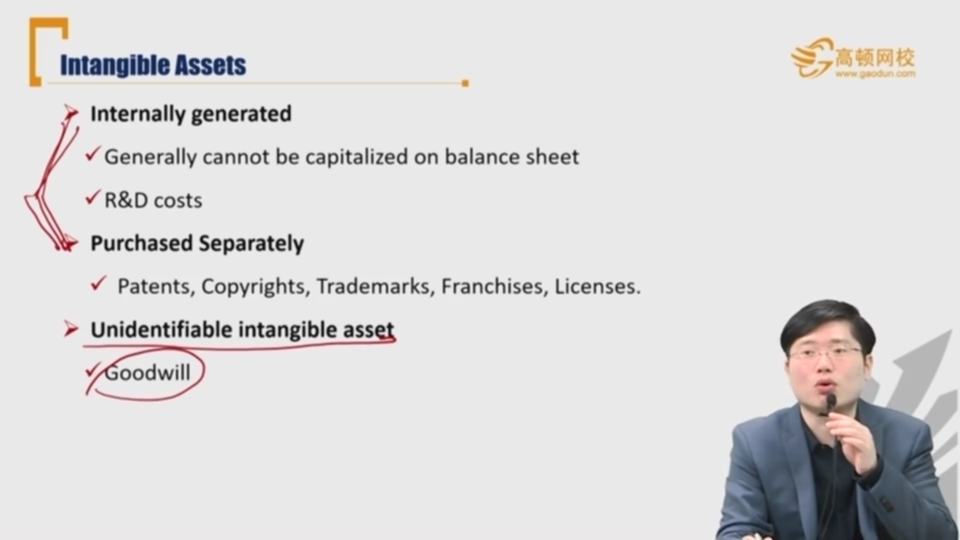 Intangible Assets
高顿网校
www.gaodun.com
Internally generated
Generally cannot be capitalized on balance sheet
R&D costs
Purchased Separately
Patents, Copyrights, Trademarks, Franchises, Licenses.
Unidentifiable intangible asset
Goodwill